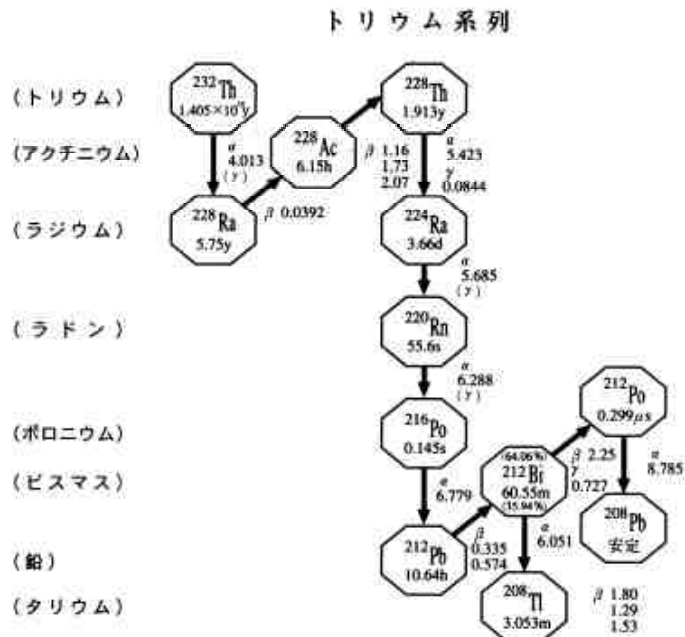 トリウム系列
(トリウム)
(アクチニウム)
(ラジウム)
(ラドン)
(ポロニウム)
(ビスマス)
(鉛)
(タリウム)
232Th
1.405×10¹⁰y
α
4.013
(γ)
228Ra
5.75y
β 0.0392
228Ac
6.15h
β 1.16
1.73
2.07
228Th
1.913y
α
5.423
γ
0.0844
224Ra
3.66d
α
5.685
(γ)
220Rn
55.6s
α
6.288
(γ)
216Po
0.145s
α
6.779
212Pb
10.64h
β
0.335
0.574
(64.06%)
212Bi
60.55m
(35.94%)
β 2.25
γ
0.727
212Po
0.299μs
α
8.785
208Pb
安定
α
6.051
208Tl
3.053m
β 1.80
1.29
1.53